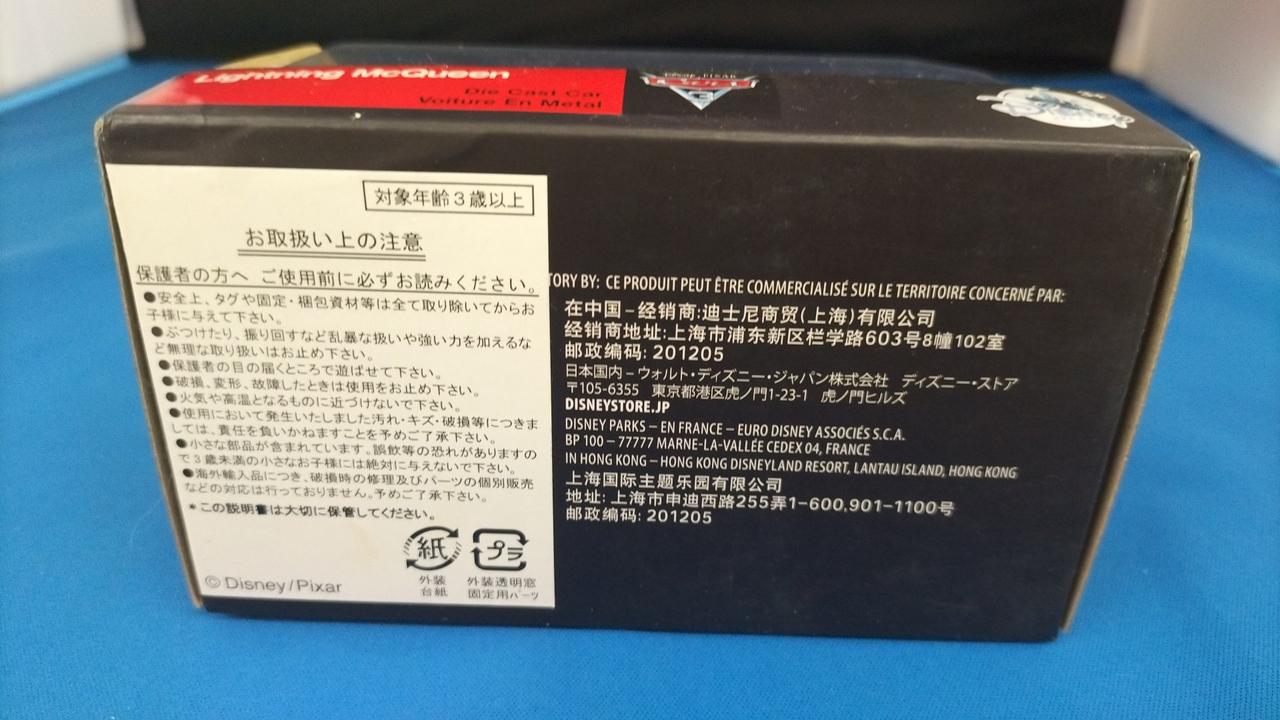 Lightning McQueen
Die Cast Car
Voiture En Metal
Disney PIXAR
CARS
3
対象年齢3歳以上
お取扱い上の注意
保護者の方へ ご使用前に必ずお読みください。
●安全上、タグや固定・梱包資材等は全て取り除いてからお
子様に与えて下さい。
●ぶつけたり、振り回すなど乱暴な扱いや強い力を加えるな
ど無理な取り扱いはお止め下さい。
●保護者の目の届くところで遊ばせて下さい。
●破損、変形、故障したときは使用をお止め下さい。
●火気や高温となるものに近づけないで下さい。
●使用において発生いたしました汚れ・キズ・破損等につきま
しては、責任を負いかねますことを予めご了承下さい。
●小さな部品が含まれています。誤飲等の恐れがありますの
で3歳未満の小さなお子様には絶対に与えないで下さい。
●海外輸入品につき、破損時の修理及びパーツの個別販売
などの対応は行っておりません。予めご了承下さい。
*この説明書は大切に保管してください。
紙
プラ
外装
台紙
外装透明窓
固定用パーツ
© Disney/Pixar
TORY BY: CE PRODUIT PEUT ÊTRE COMMERCIALISÉ SUR LE TERRITOIRE CONCERNÉ PAR:
在中国-经销商:迪士尼商贸(上海)有限公司
经销商地址:上海市浦东新区栏学路603号8幢102室
邮政编码: 201205
日本国内-ウォルト・ディズニー・ジャパン株式会社 ディズニー・ストア
〒105-6355 東京都港区虎ノ門1-23-1 虎ノ門ヒルズ
DISNEYSTORE.JP
DISNEY PARKS – EN FRANCE – EURO DISNEY ASSOCIÉS S.C.A.
BP 100 – 77777 MARNE-LA-VALLÉE CEDEX 04, FRANCE
IN HONG KONG – HONG KONG DISNEYLAND RESORT, LANTAU ISLAND, HONG KONG
上海国际主题乐园有限公司
地址: 上海市申迪西路255弄1-600,901-1100号
邮政编码: 201205